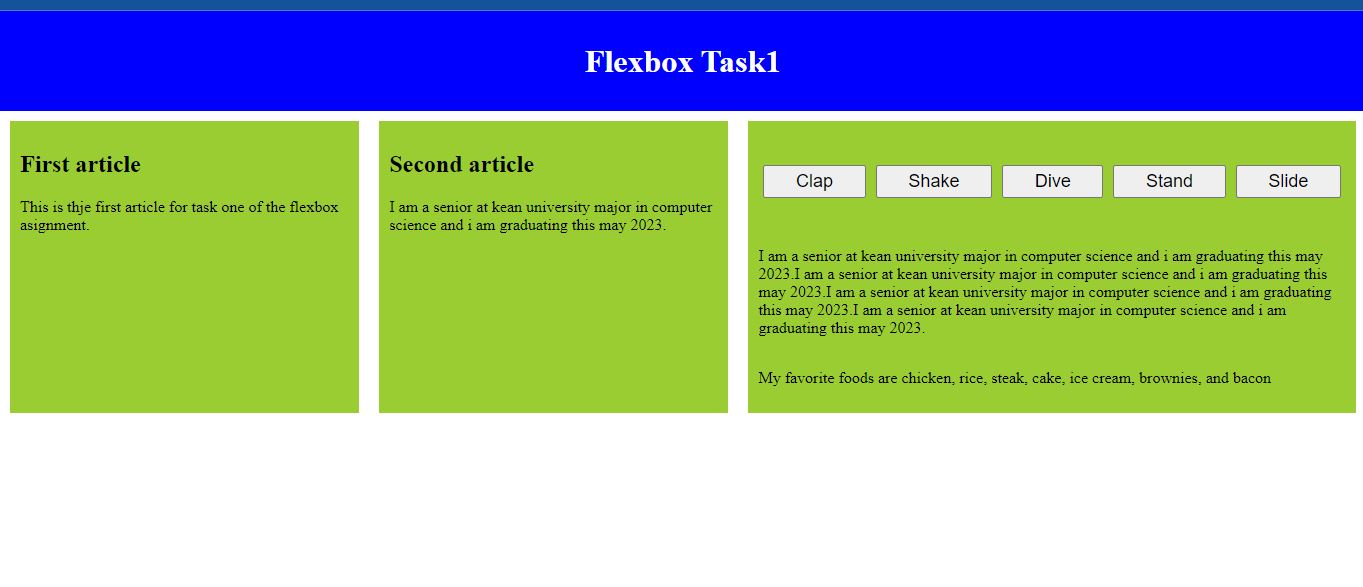 Flexbox Task1
First article
This is thje first article for task one of the flexbox
asignment.
Second article
I am a senior at kean university major in computer
science and i am graduating this may 2023.
Clap
Shake
Dive
Stand
Slide
I am a senior at kean university major in computer science and i am graduating this may
2023.I am a senior at kean university major in computer science and i am graduating this
may 2023.I am a senior at kean university major in computer science and i am graduating
this may 2023.I am a senior at kean university major in computer science and i am
graduating this may 2023.
My favorite foods are chicken, rice, steak, cake, ice cream, brownies, and bacon